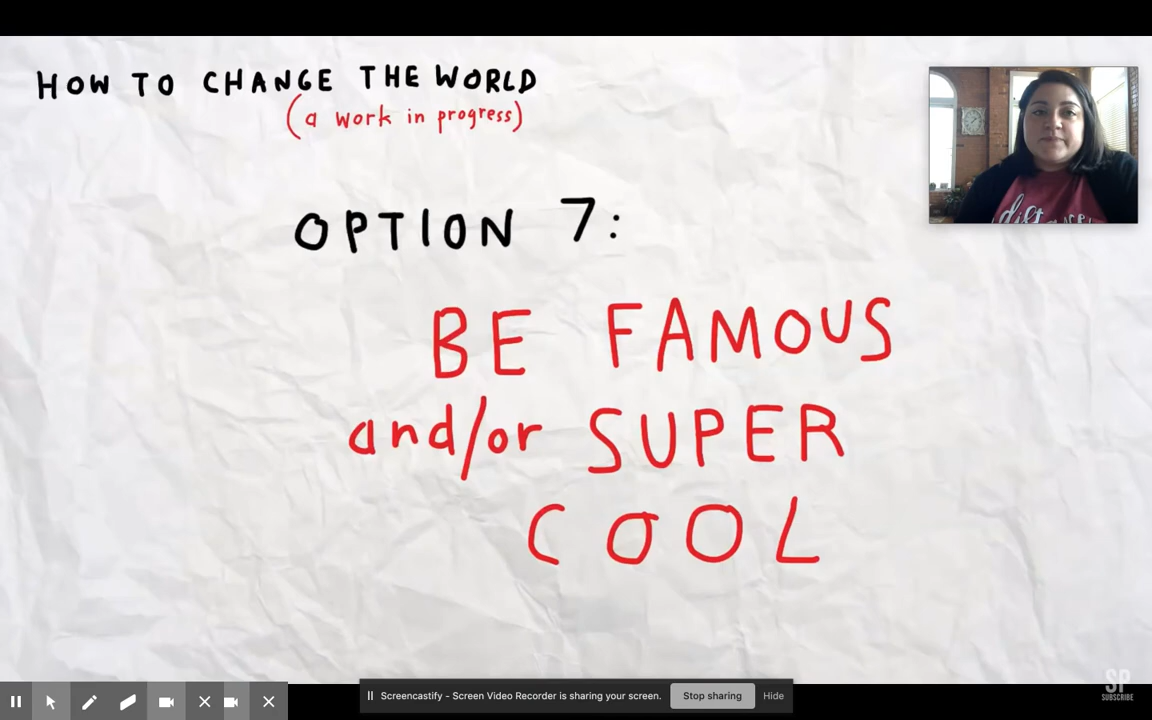 HOW TO CHANGE THE WORLD
(a work in progress)
OPTION 7:
BE FAMOUS
and/or SUPER
COOL
SP
SUBSCRIBE
Screencastify - Screen Video Recorder is sharing your screen.
Stop sharing
Hide